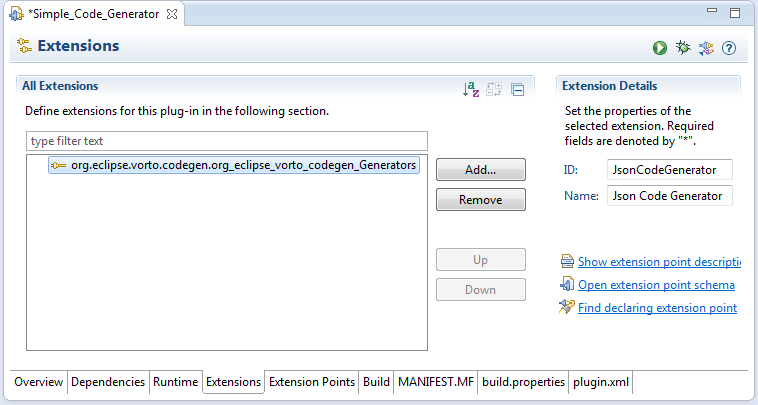 *Simple_Code_Generator
Extensions
All Extensions
Define extensions for this plug-in in the following section.
type filter text
org.eclipse.vorto.codegen.org_eclipse_vorto_codegen_Generators
Add...
Remove
Up
Down
Extension Details
Set the properties of the
selected extension. Required
fields are denoted by "*".
ID: JsonCodeGenerator
Name: Json Code Generator
Show extension point descripti
Open extension point schema
Find declaring extension point
Overview Dependencies Runtime Extensions Extension Points Build MANIFEST.MF build.properties plugin.xml